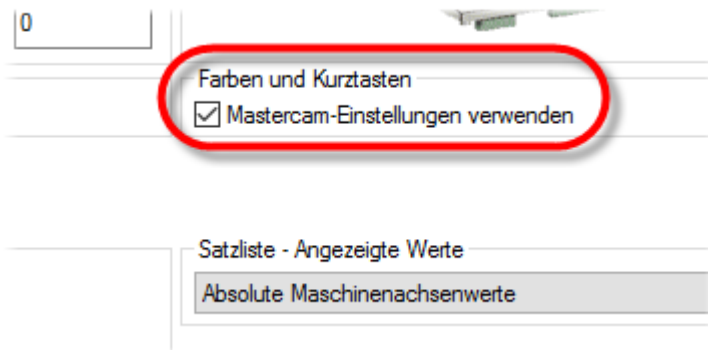 0
Farben und Kurztasten
Mastercam-Einstellungen verwenden
Satzliste - Angezeigte Werte
Absolute Maschinenachsenwerte